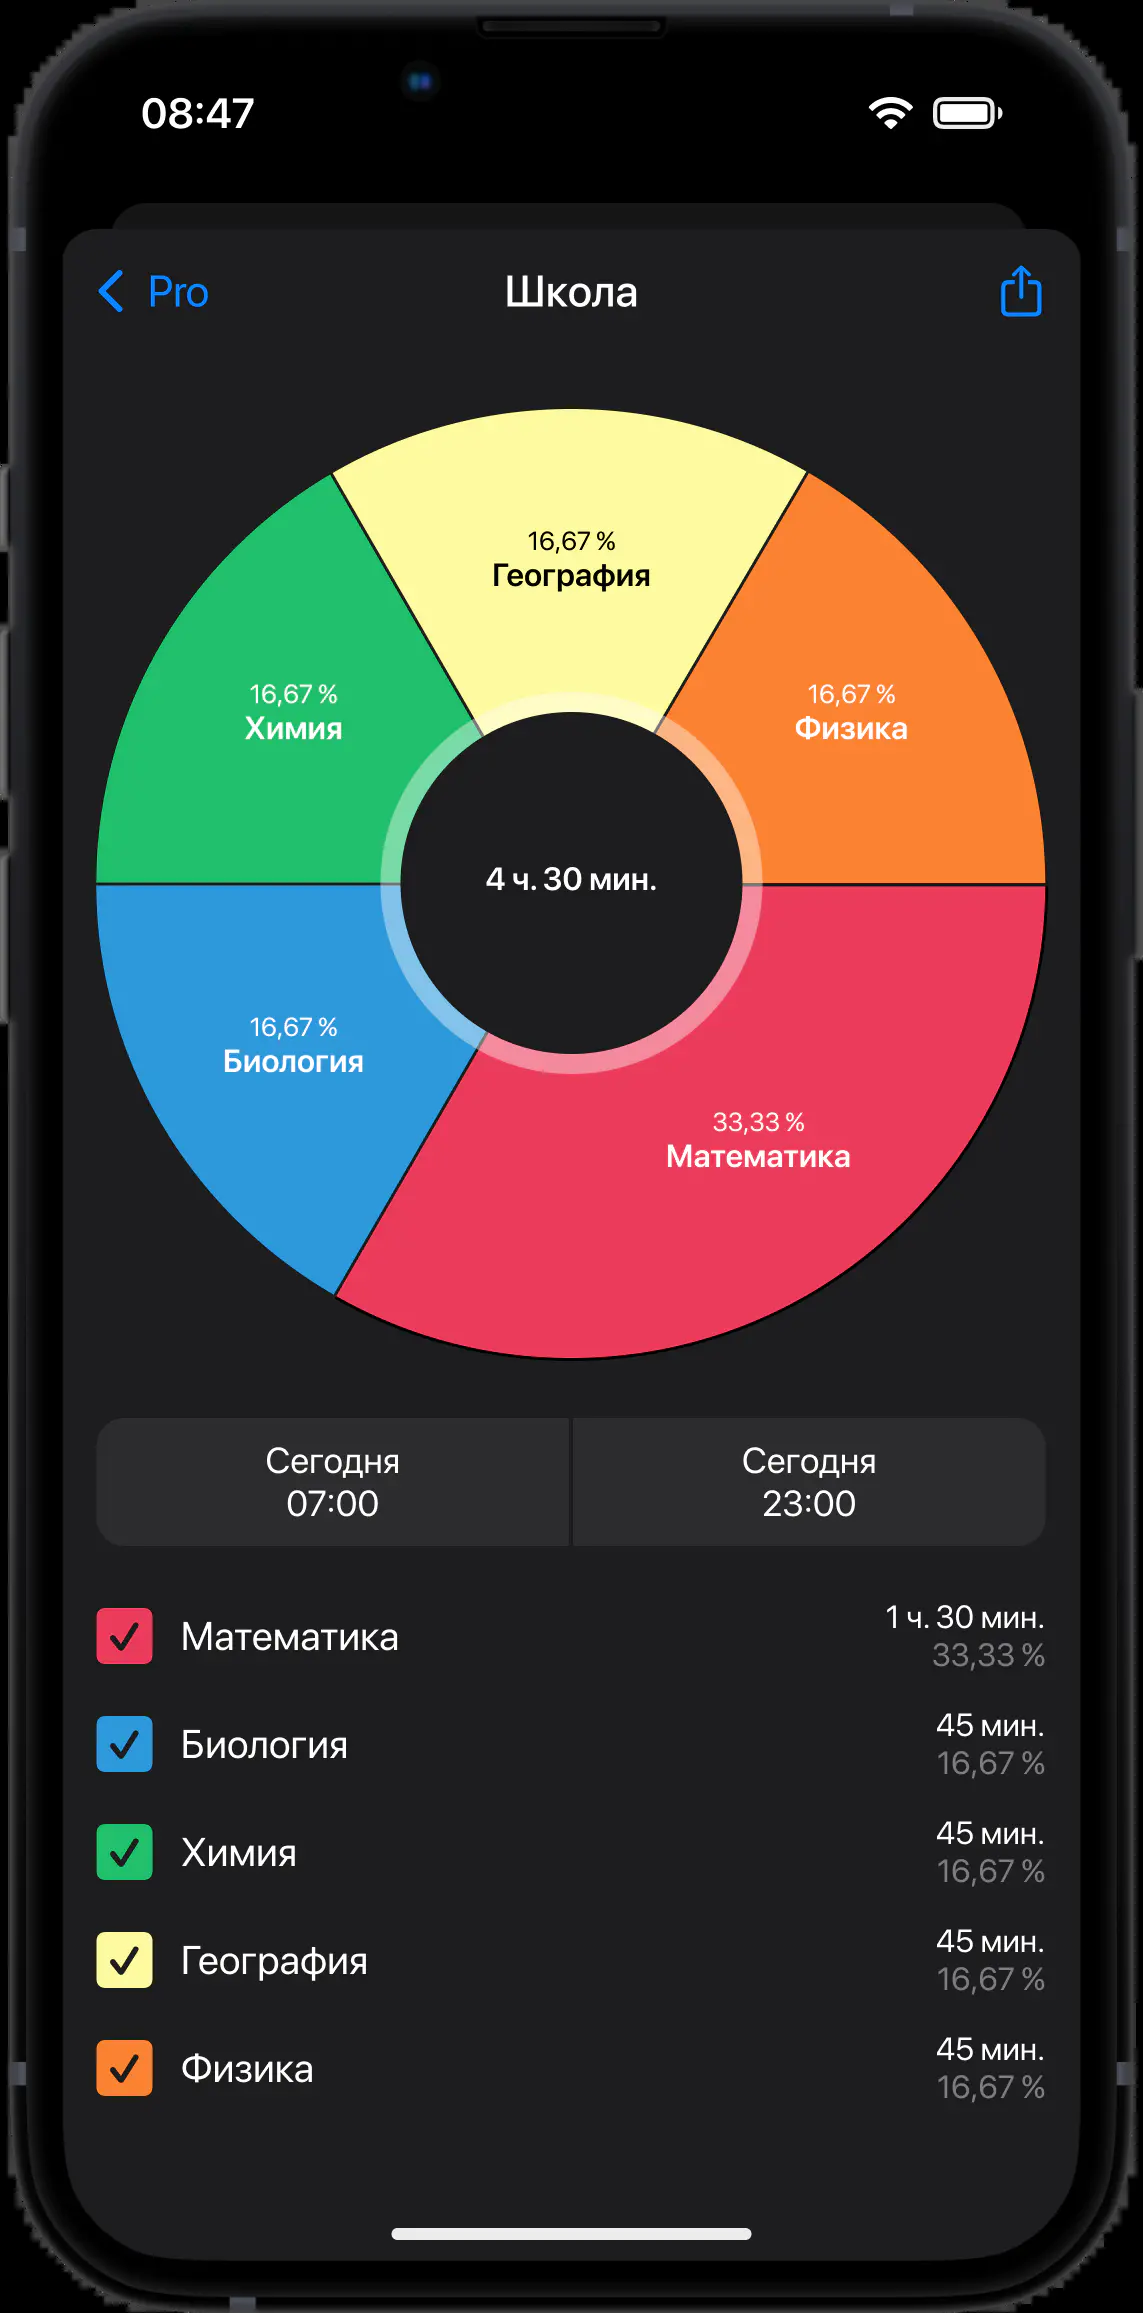 08:47
Pro
Школа
16,67 %
География
16,67 %
Химия
16,67 %
Физика
4 ч. 30 мин.
16,67 %
Биология
33,33 %
Математика
Сегодня
07:00
Сегодня
23:00
Математика
1 ч. 30 мин.
33,33 %
Биология
45 мин.
16,67 %
Химия
45 мин.
16,67 %
География
45 мин.
16,67 %
Физика
45 мин.
16,67 %